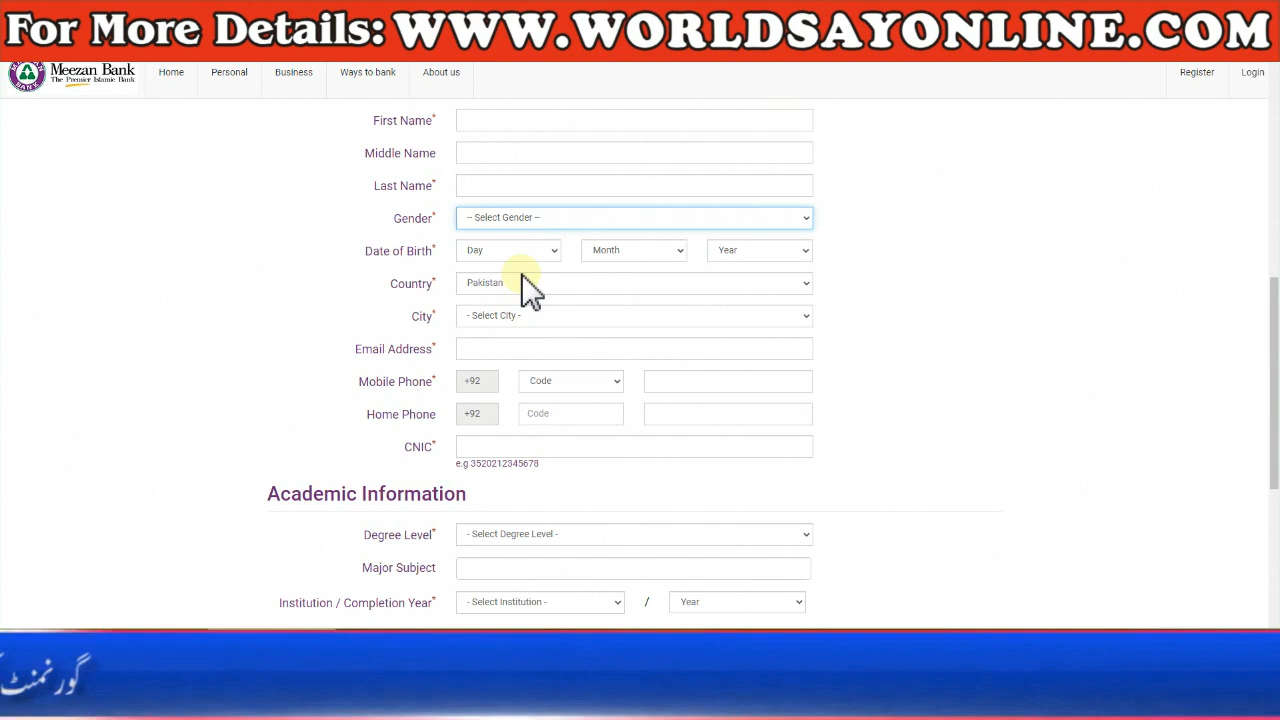 For More Details: WWW.WORLDSAYONLINE.COM
Meezan Bank
The Premier Islamic Bank
Home Personal Business Ways to bank About us Register Login
First Name*
Middle Name
Last Name*
Gender* -- Select Gender --
Date of Birth* Day Month Year
Country* Pakistan
City* - Select City -
Email Address*
Mobile Phone* +92 Code
Home Phone +92 Code
CNIC*
e.g 3520212345678
Academic Information
Degree Level* - Select Degree Level -
Major Subject
Institution / Completion Year* - Select Institution - / Year
گورنمنٹ